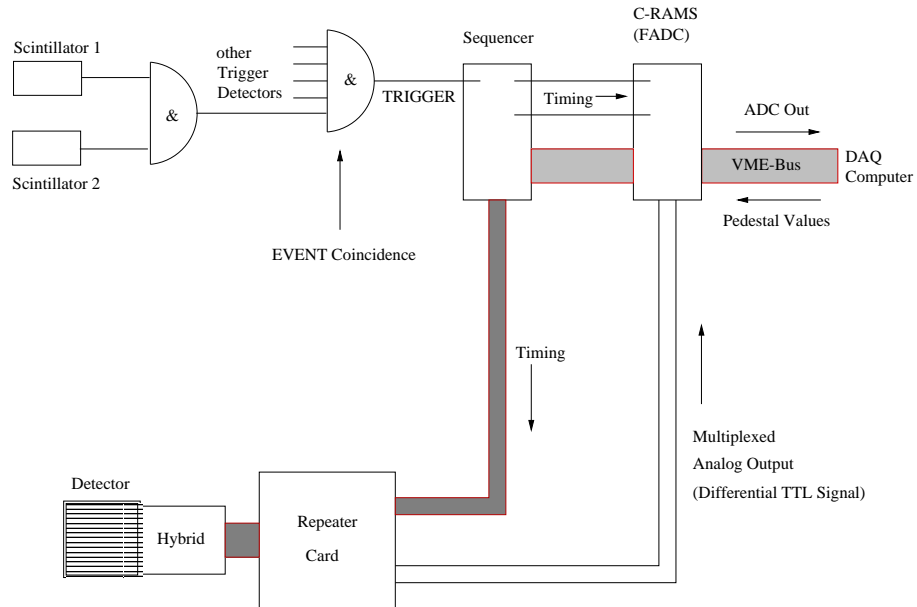 C-RAMS
(FADC)
Sequencer
Scintillator 1
other
Trigger
Detectors
&
&
TRIGGER
Timing
ADC Out
Scintillator 2
VME-Bus
DAQ
Computer
Pedestal Values
EVENT Coincidence
Timing
Multiplexed
Analog Output
(Differential TTL Signal)
Detector
Hybrid
Repeater
Card